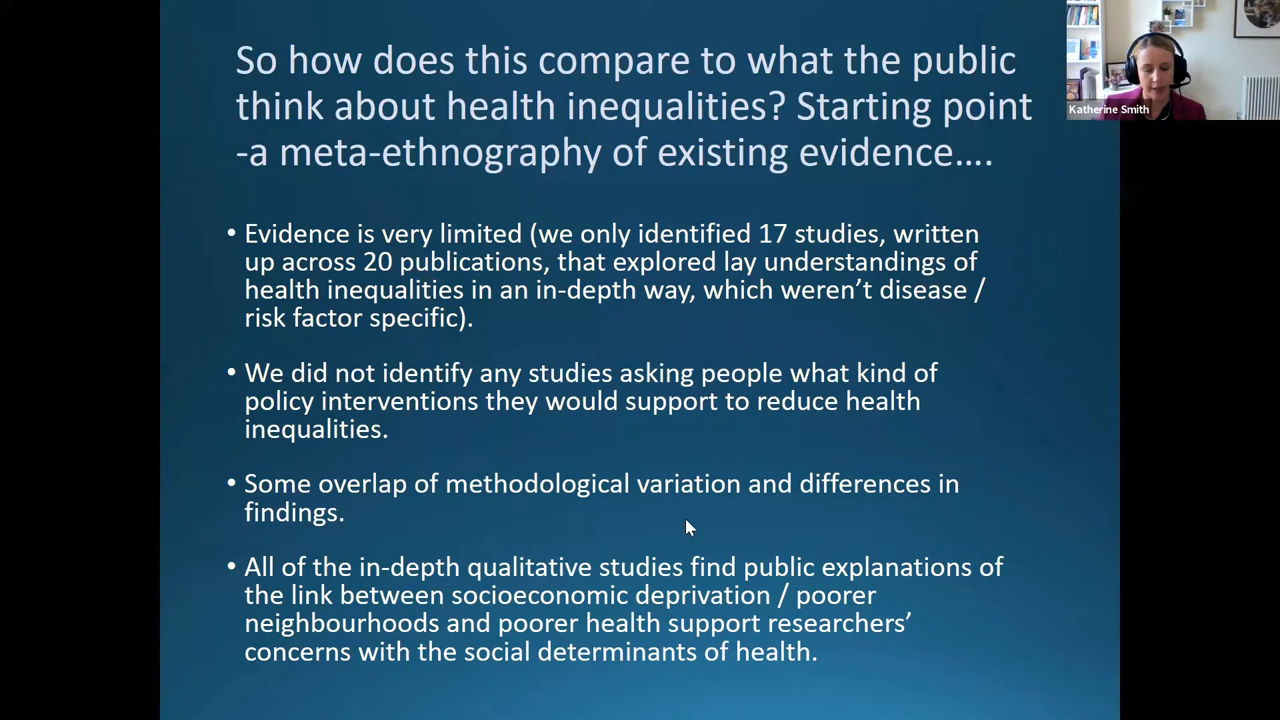 So how does this compare to what the public
think about health inequalities? Starting point
-a meta-ethnography of existing evidence….
Katherine Smith
• Evidence is very limited (we only identified 17 studies, written
up across 20 publications, that explored lay understandings of
health inequalities in an in-depth way, which weren’t disease /
risk factor specific).
• We did not identify any studies asking people what kind of
policy interventions they would support to reduce health
inequalities.
• Some overlap of methodological variation and differences in
findings.
• All of the in-depth qualitative studies find public explanations of
the link between socioeconomic deprivation / poorer
neighbourhoods and poorer health support researchers’
concerns with the social determinants of health.